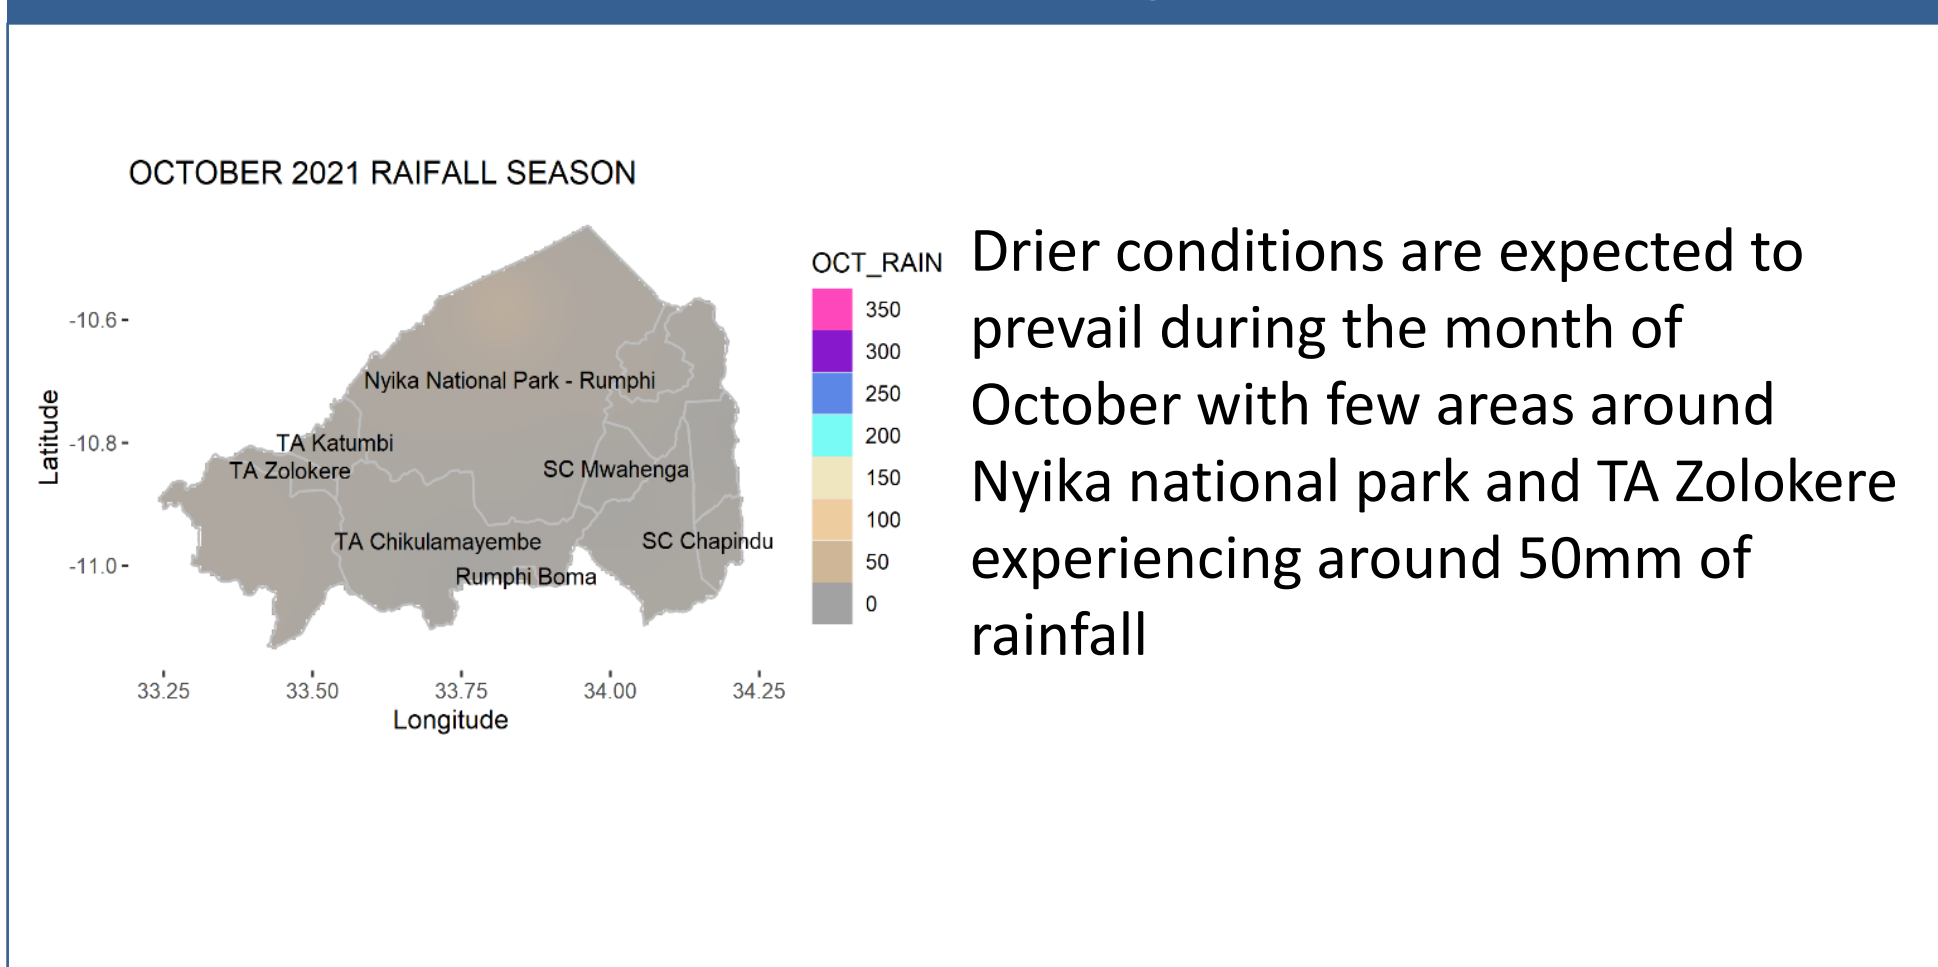 OCTOBER 2021 RAIFALL SEASON
OCT_RAIN
350
300
250
200
150
100
50
0
Latitude
-10.6
-10.8
-11.0
Nyika National Park - Rumphi
TA Katumbi
TA Zolokere
SC Mwahenga
TA Chikulamayembe
SC Chapindu
Rumphi Boma
33.25
33.50
33.75
34.00
34.25
Longitude
Drier conditions are expected to
prevail during the month of
October with few areas around
Nyika national park and TA Zolokere
experiencing around 50mm of
rainfall